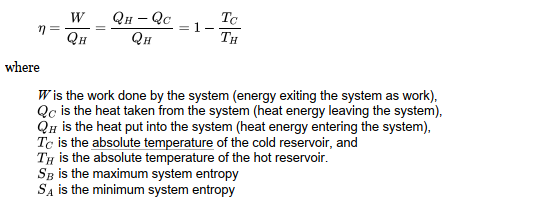 η = W / Q_H = (Q_H − Q_C) / Q_H = 1 − T_C / T_H
where
W is the work done by the system (energy exiting the system as work),
Q_C is the heat taken from the system (heat energy leaving the system),
Q_H is the heat put into the system (heat energy entering the system),
T_C is the absolute temperature of the cold reservoir, and
T_H is the absolute temperature of the hot reservoir.
S_B is the maximum system entropy
S_A is the minimum system entropy